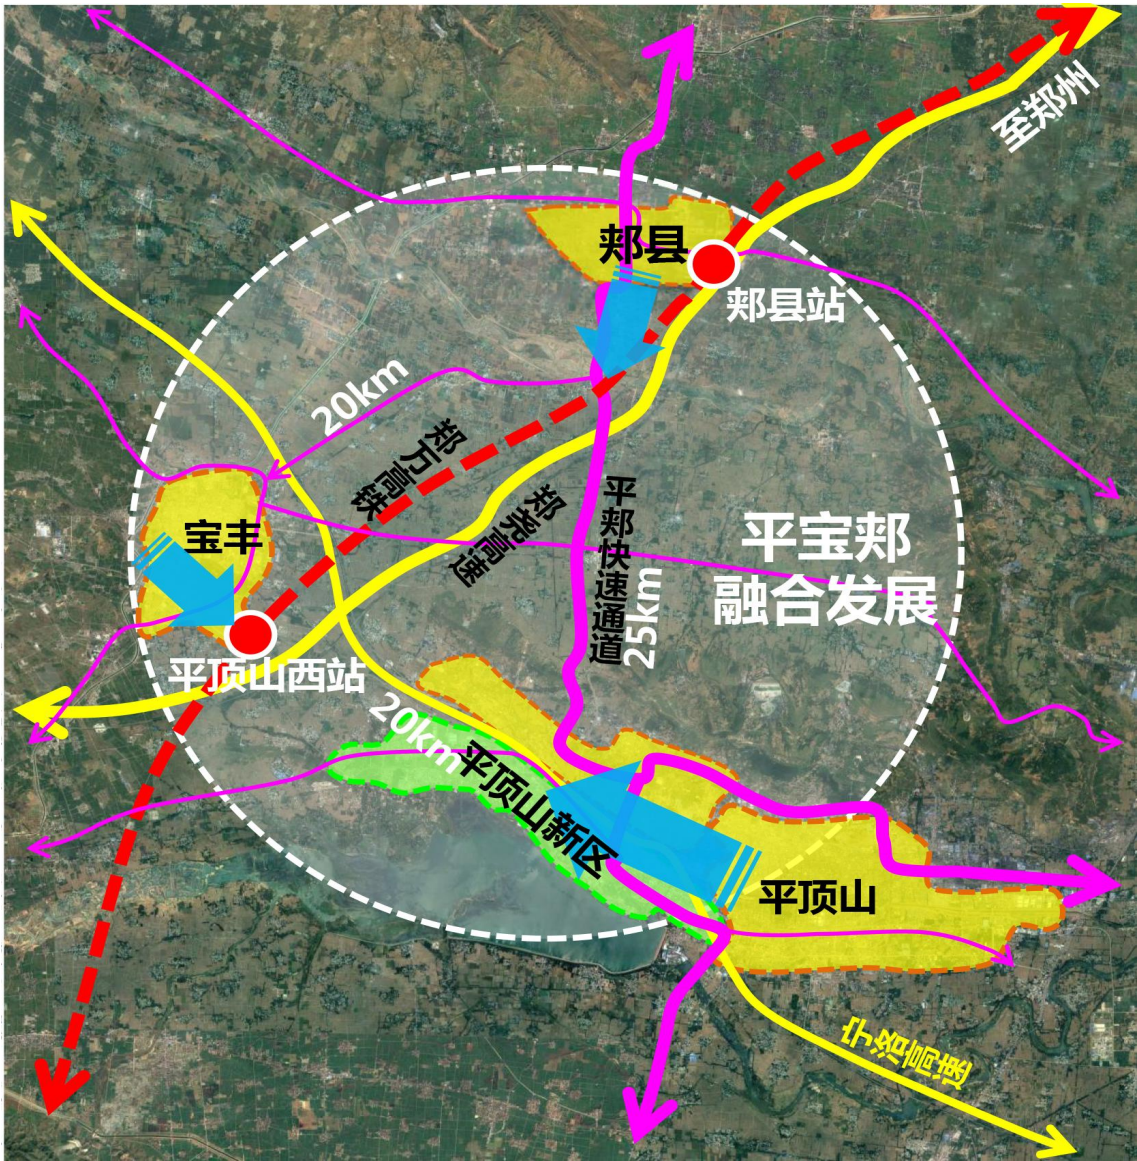 至郑州
郏县
郏县站
20km
郑万高铁
郑尧高速
平郏快速通道
25km
平宝郏
融合发展
宝丰
平顶山西站
20km
平顶山新区
平顶山
宁洛高速